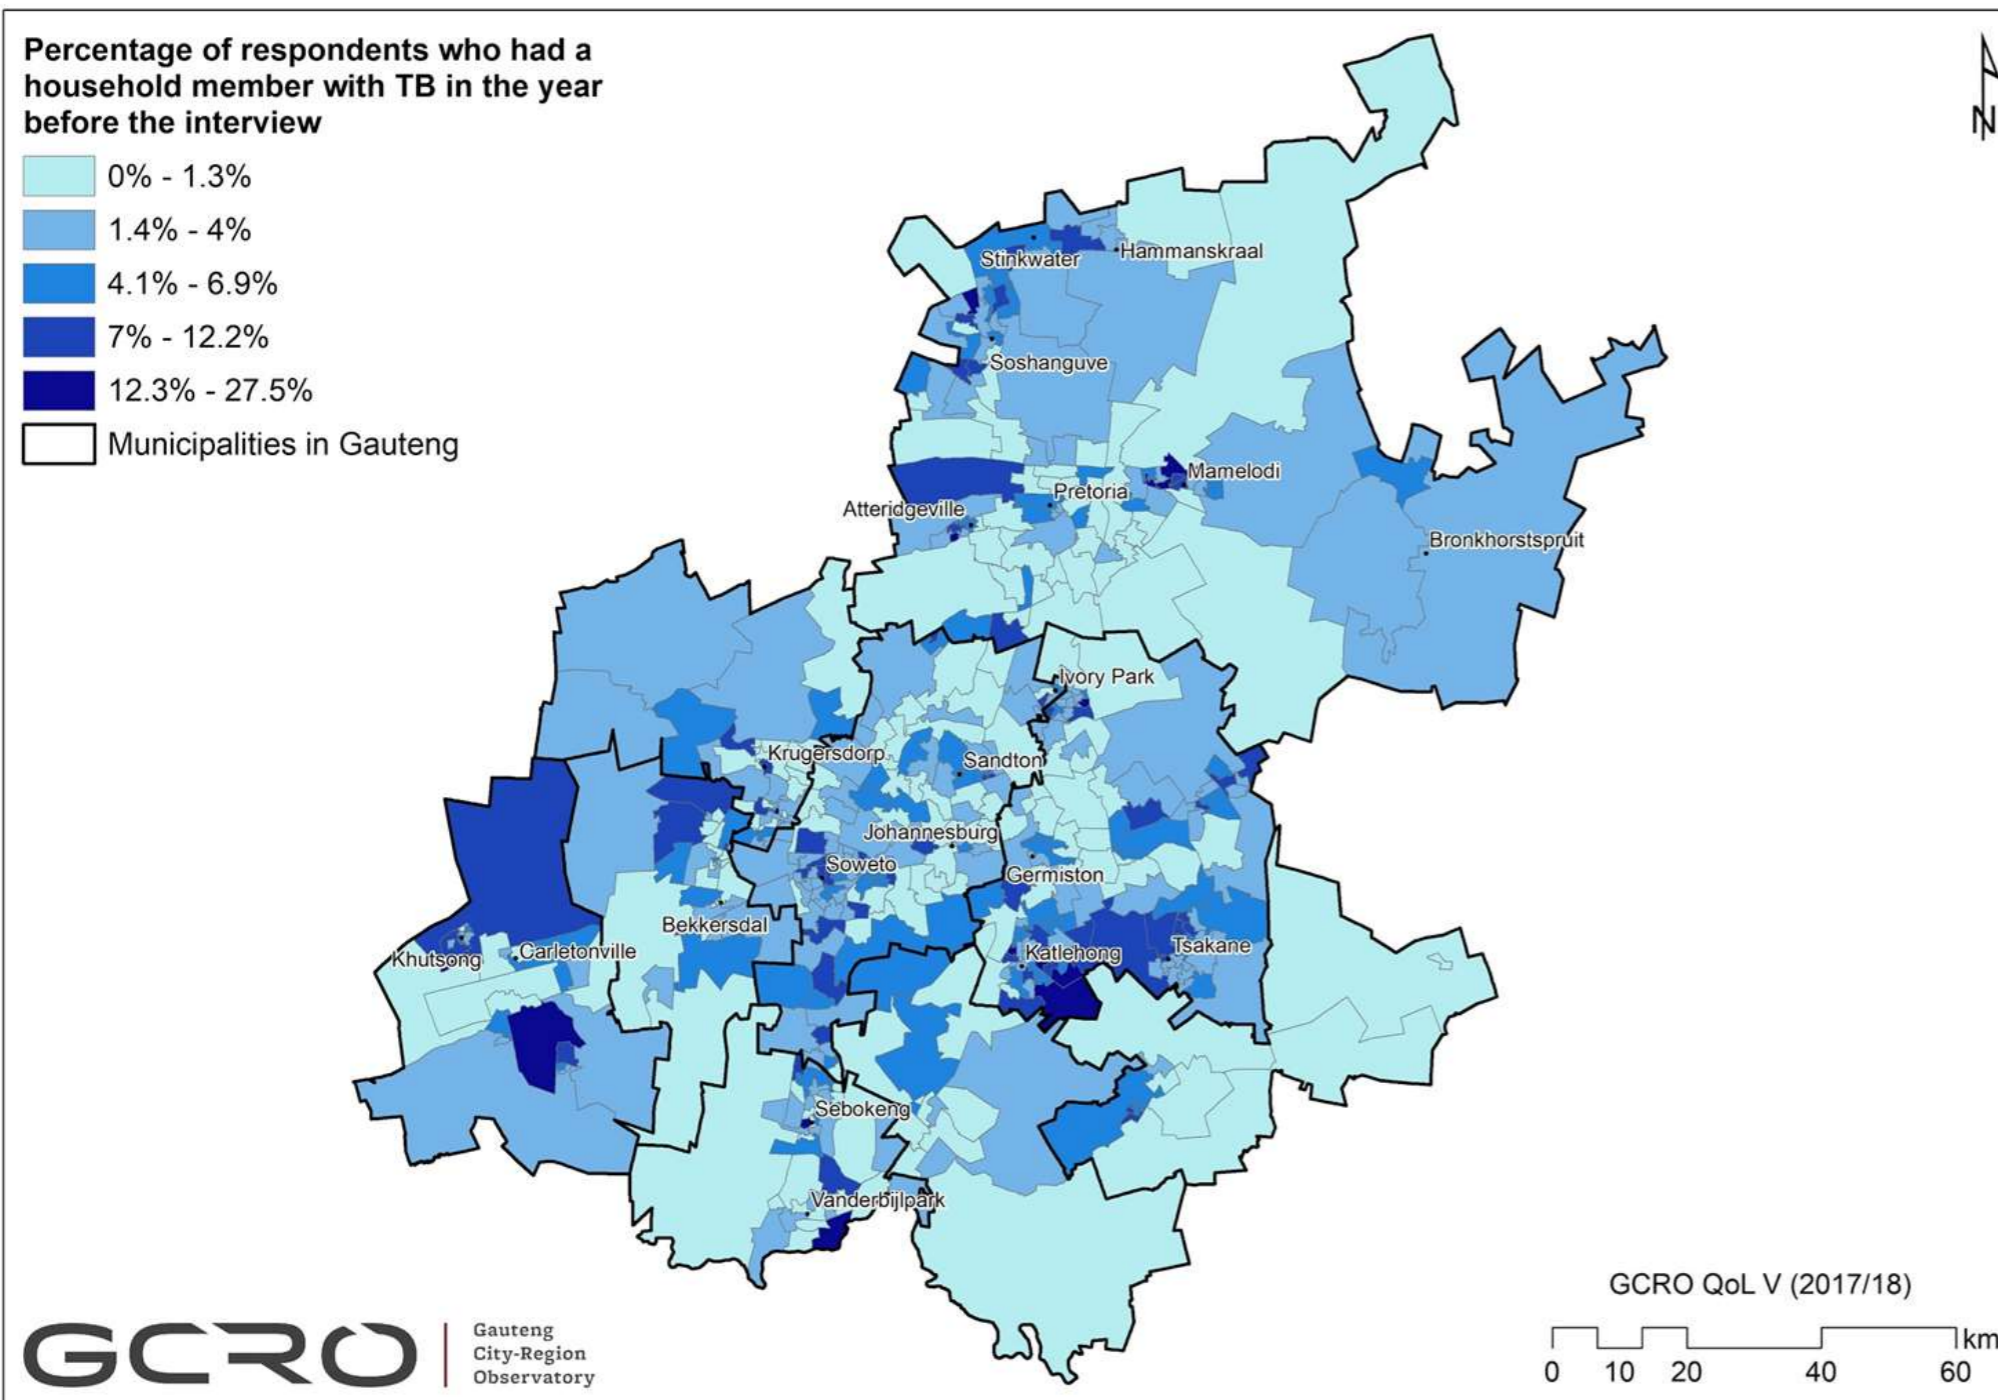 Percentage of respondents who had a
household member with TB in the year
before the interview
0% - 1.3%
1.4% - 4%
4.1% - 6.9%
7% - 12.2%
12.3% - 27.5%
Municipalities in Gauteng
N
Stinkwater
Hammanskraal
Soshanguve
Mamelodi
Pretoria
Atteridgeville
Bronkhorstspruit
Ivory Park
Krugersdorp
Sandton
Johannesburg
Soweto
Germiston
Bekkersdal
Khutsong
Carletonville
Katlehong
Tsakane
Sebokeng
Vanderbijlpark
GCRO QoL V (2017/18)
km
0 10 20 40 60
GCRO
Gauteng
City-Region
Observatory